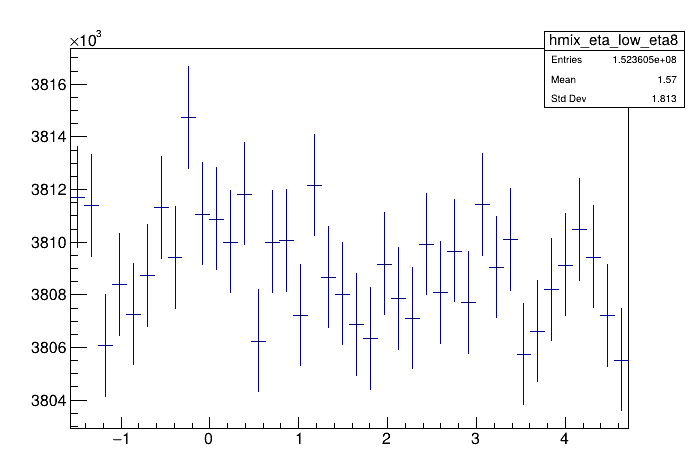 ×10³
hmix_eta_low_eta8
Entries 1.523605e+08
Mean 1.57
Std Dev 1.813
3816
3814
3812
3810
3808
3806
3804
−1 0 1 2 3 4